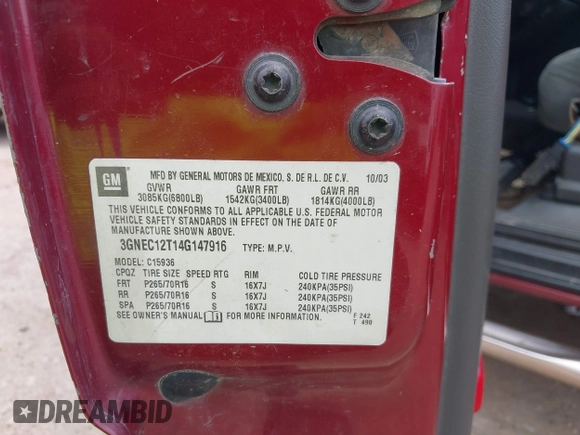 GM
MFD BY GENERAL MOTORS DE MEXICO, S. DE R.L. DE C.V. 10/03
GVWR GAWR FRT GAWR RR
3085KG(6800LB) 1542KG(3400LB) 1814KG(4000LB)
THIS VEHICLE CONFORMS TO ALL APPLICABLE U.S. FEDERAL MOTOR
VEHICLE SAFETY STANDARDS IN EFFECT ON THE DATE OF
MANUFACTURE SHOWN ABOVE.
3GNEC12T14G147916 TYPE: M.P.V.
MODEL: C15936
CPQZ TIRE SIZE SPEED RTG RIM COLD TIRE PRESSURE
FRT P265/70R16 S 16X7J 240KPA(35PSI)
RR P265/70R16 S 16X7J 240KPA(35PSI)
SPA P265/70R16 S 16X7J 240KPA(35PSI)
SEE OWNER'S MANUAL FOR MORE INFORMATION.
F 242
T 490
DREAMBID